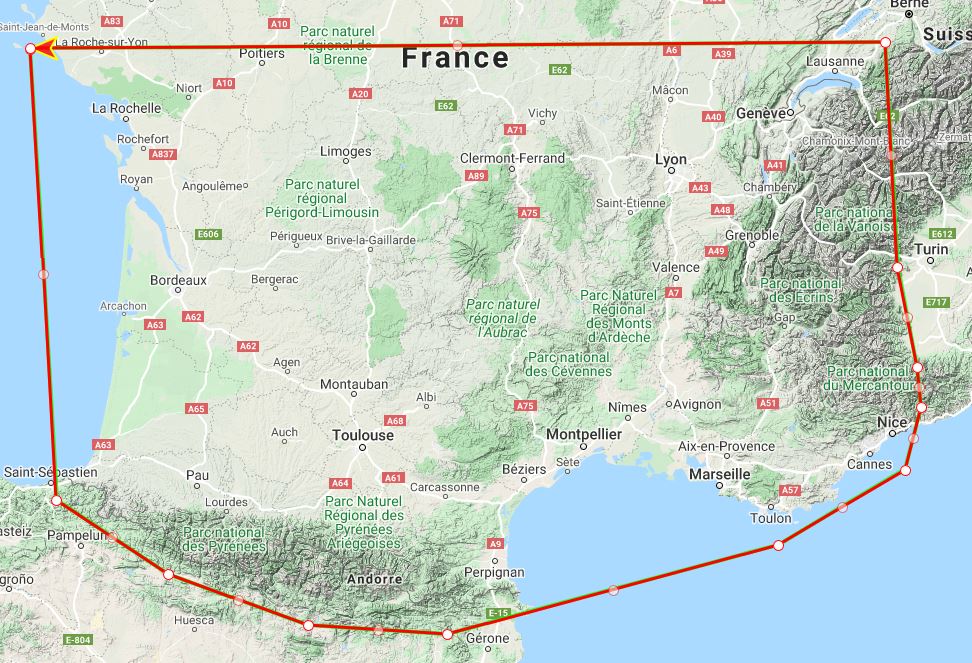 Berne
Saint-Jean-de-Monts
A83
A10
A71
Parc naturel
régional de
la Brenne
La Roche-sur-Yon
Poitiers
France
A6
A39
Suiss
Lausanne
E62
A10
Niort
A20
E62
Mâcon
La Rochelle
Vichy
A40
Genève
E62
Rochefort
A71
Chamonix-Mont-Blanc
Zermat
A837
Limoges
Clermont-Ferrand
Lyon
A41
Royan
Angoulême
A89
A43
Chambéry
Parc naturel
régional
Périgord-Limousin
A75
Saint-Étienne
A48
Parc national
de la Vanoise
E606
Périgueux
Brive-la-Gaillarde
Grenoble
A49
E612
Turin
Bordeaux
Bergerac
Valence
Parc national
des Écrins
A7
Arcachon
A62
A63
Parc naturel
régional de
l'Aubrac
Parc Naturel
Régional
des Monts
d'Ardèche
Gap
E717
A
A62
Agen
Parc national
des Cévennes
Parc national
du Mercantour
Montauban
Albi
A65
A75
Nîmes
Avignon
A51
A68
Auch
Toulouse
Montpellier
Nice
A63
Aix-en-Provence
Saint-Sébastien
Pau
A64
A61
Béziers
Sète
Marseille
Cannes
Carcassonne
A57
Lourdes
Parc Naturel
Régional des
Pyrénées
Ariégeoises
Toulon
asteiz
Pampelun
Parc national
des Pyrénées
A9
Andorre
Perpignan
groño
Huesca
E-15
E-804
Gérone